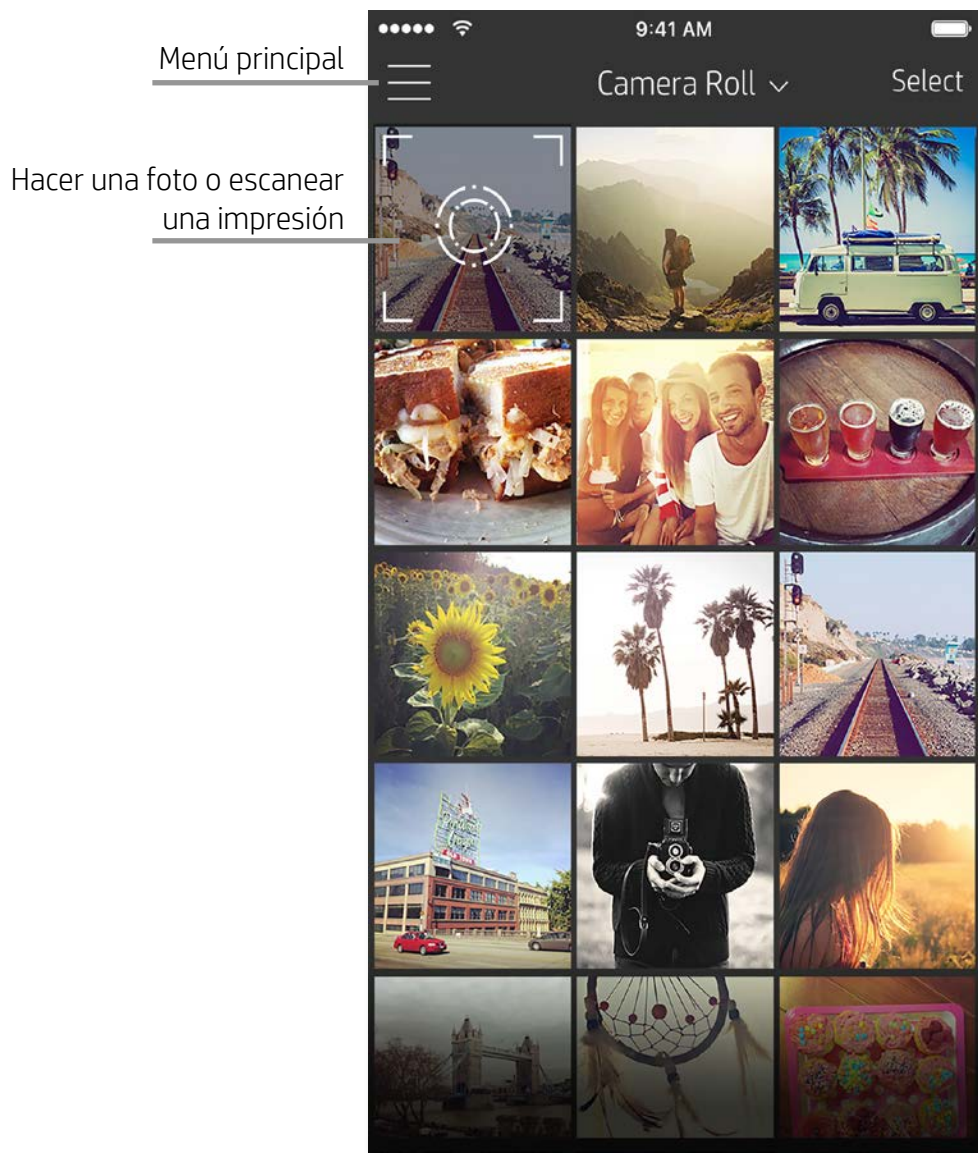 9:41 AM
Menú principal
Camera Roll
Select
Hacer una foto o escanear
una impresión